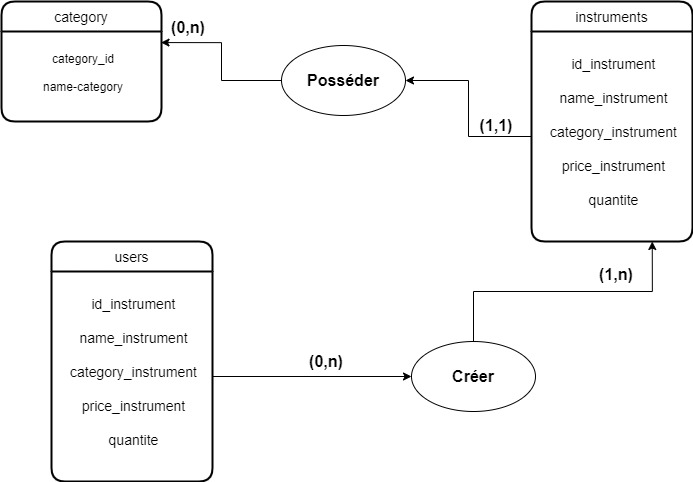 category
category_id
name-category
(0,n)
Posséder
(1,1)
instruments
id_instrument
name_instrument
category_instrument
price_instrument
quantite
users
id_instrument
name_instrument
category_instrument
price_instrument
quantite
(0,n)
Créer
(1,n)